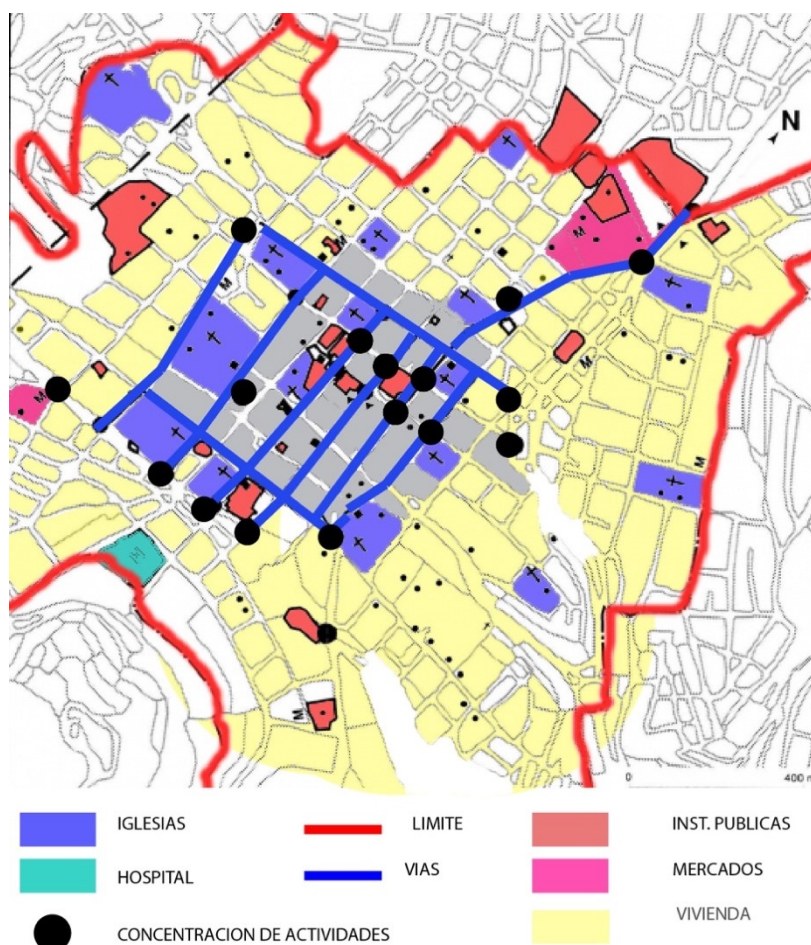 N
M
M
M
M
M
M
M
[H]
0 400 m
IGLESIAS
LIMITE
INST. PUBLICAS
HOSPITAL
VIAS
MERCADOS
CONCENTRACION DE ACTIVIDADES
VIVIENDA